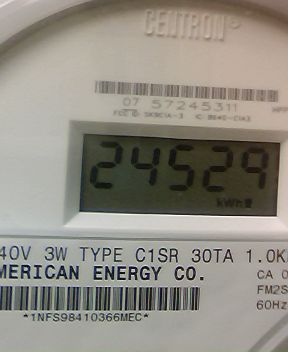 CENTRON®
07 57245311
24529
kWh
40V 3W TYPE C1SR 30TA 1.0K
MERICAN ENERGY CO.
CA 0
FM2S
60Hz
*1NFS98410366MEC*